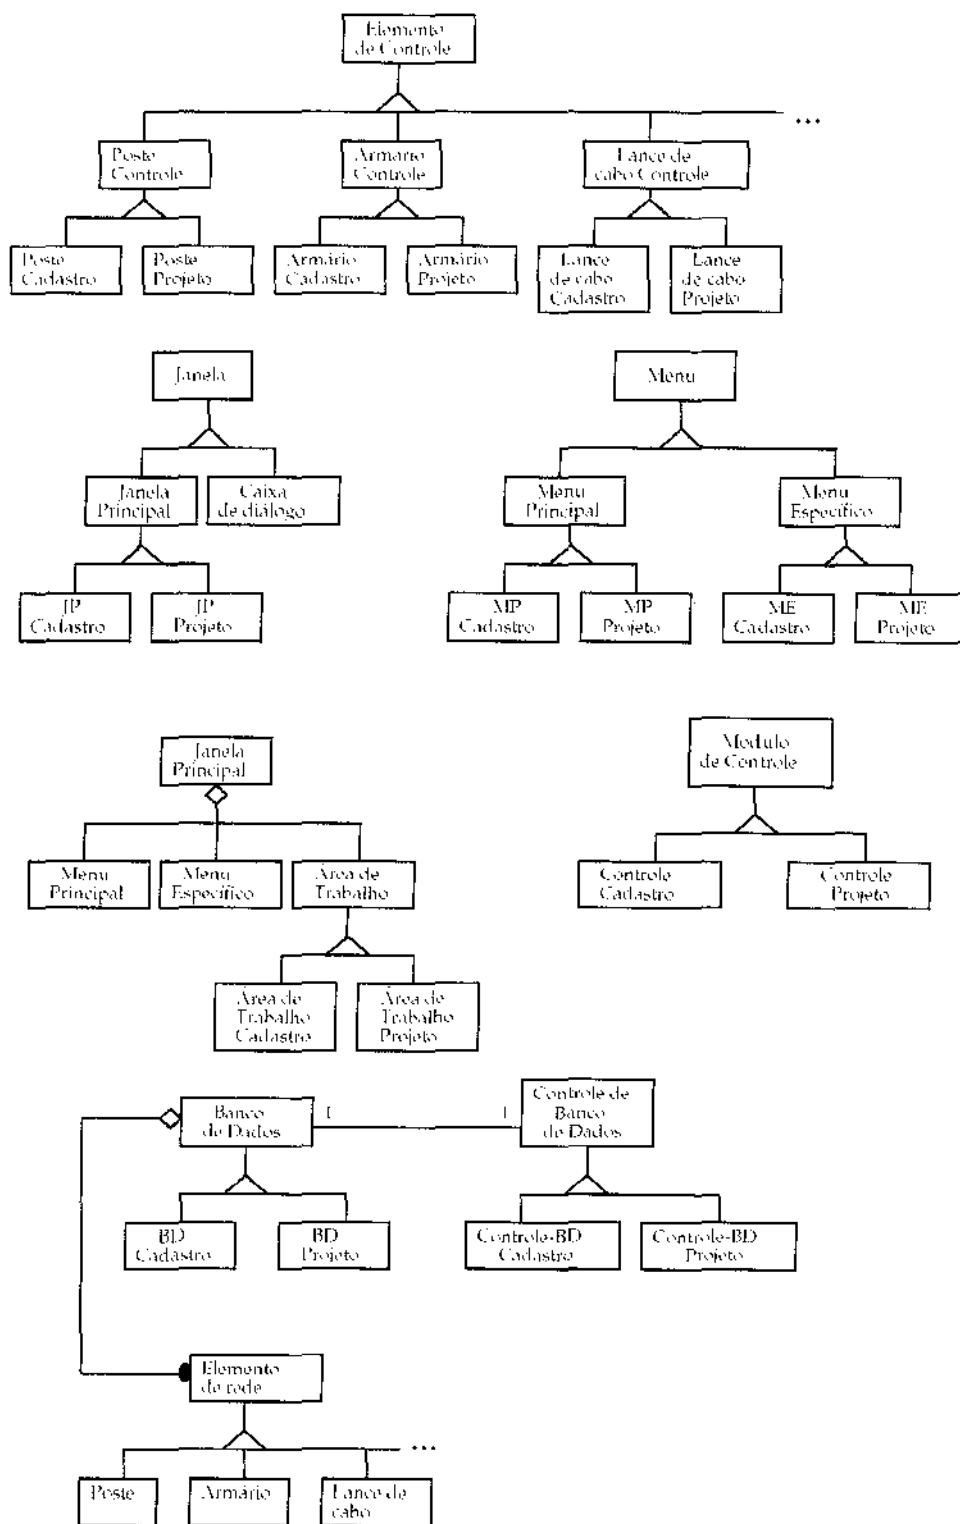 Elemento
de Controle
...
Poste
Controle
Armário
Controle
Lance de
cabo Controle
Poste
Cadastro
Poste
Projeto
Armário
Cadastro
Armário
Projeto
Lance
de cabo
Cadastro
Lance
de cabo
Projeto
Janela
Menu
Janela
Principal
Caixa
de diálogo
Menu
Principal
Menu
Específico
JP
Cadastro
JP
Projeto
MP
Cadastro
MP
Projeto
ME
Cadastro
ME
Projeto
Janela
Principal
Modulo
de Controle
Menu
Principal
Menu
Específico
Área de
Trabalho
Controle
Cadastro
Controle
Projeto
Área de
Trabalho
Cadastro
Área de
Trabalho
Projeto
Banco
de Dados
1
1
Controle de
Banco
de Dados
BD
Cadastro
BD
Projeto
Controle-BD
Cadastro
Controle-BD
Projeto
Elemento
de rede
...
Poste
Armário
Lance de
cabo